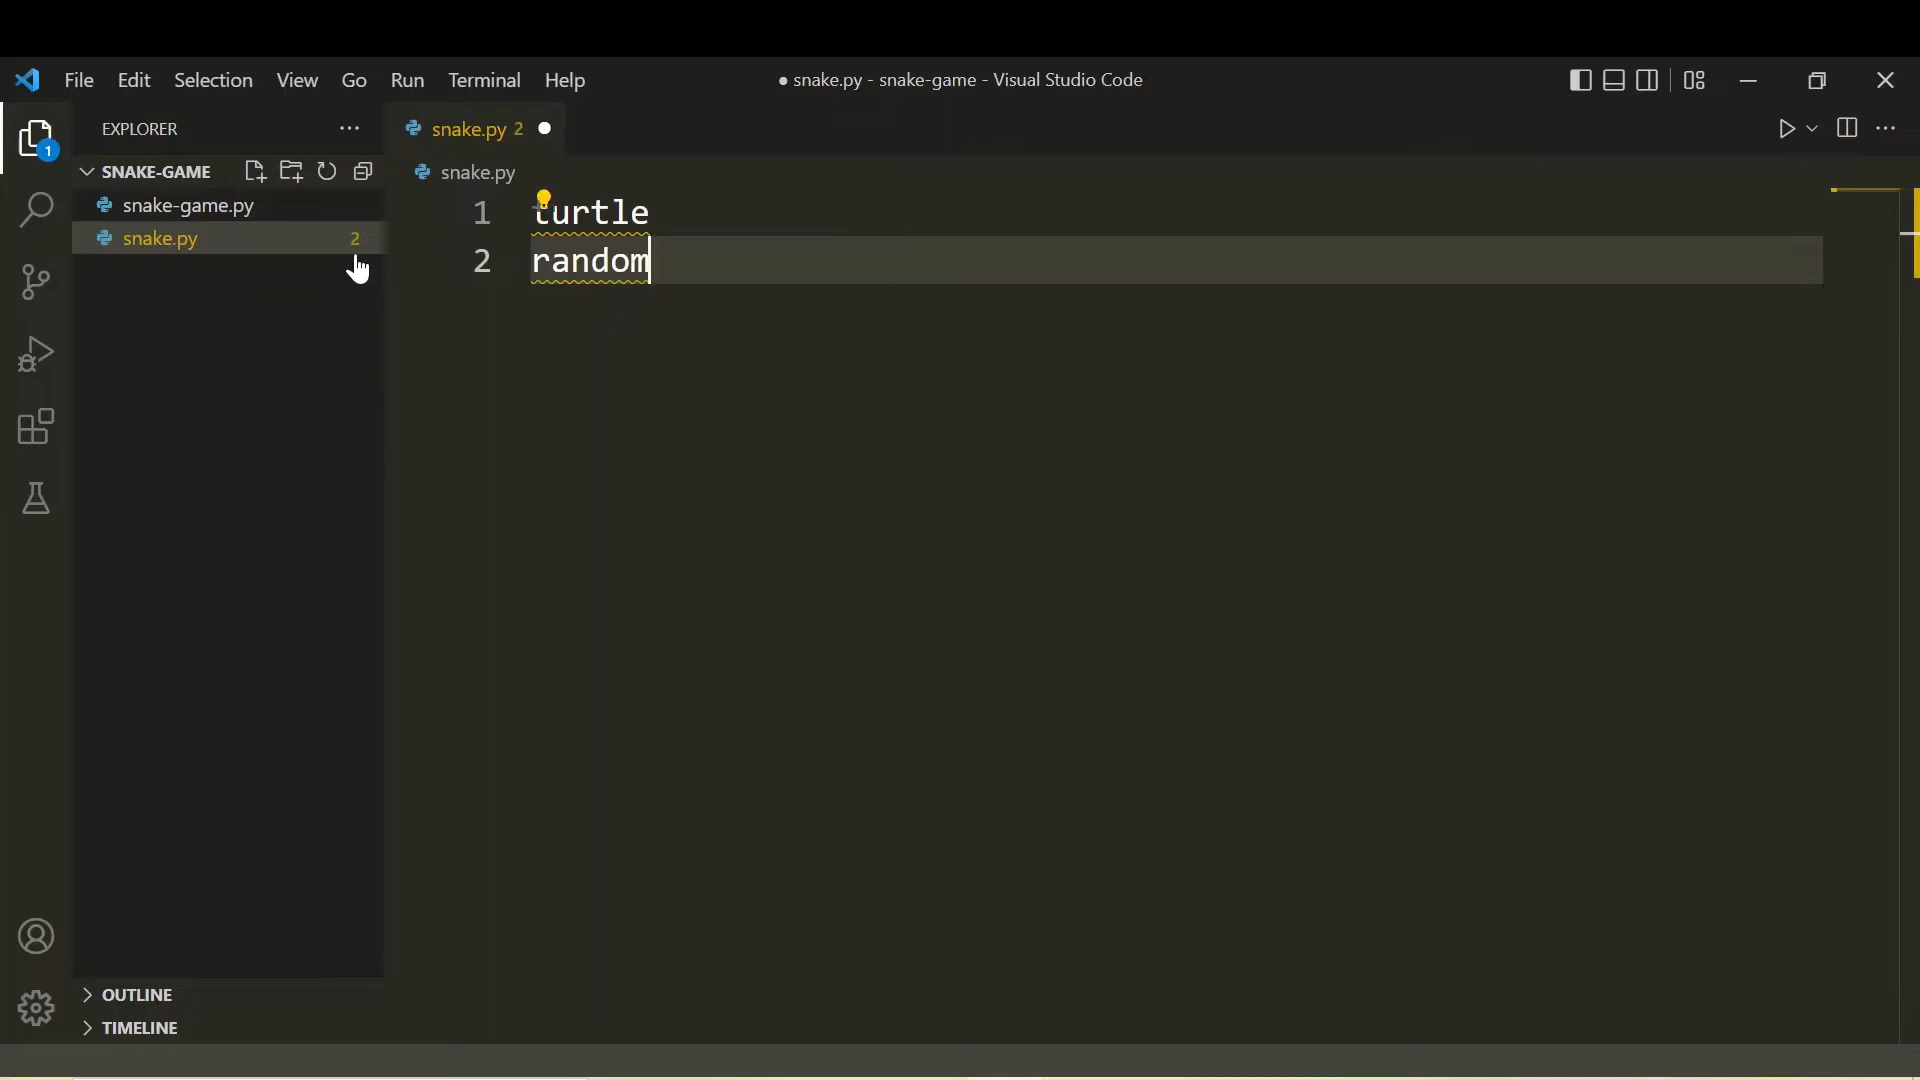 File Edit Selection View Go Run Terminal Help
● snake.py - snake-game - Visual Studio Code
EXPLORER
snake.py 2
1
SNAKE-GAME
snake.py
snake-game.py
1 turtle
snake.py 2
2 random
OUTLINE
TIMELINE